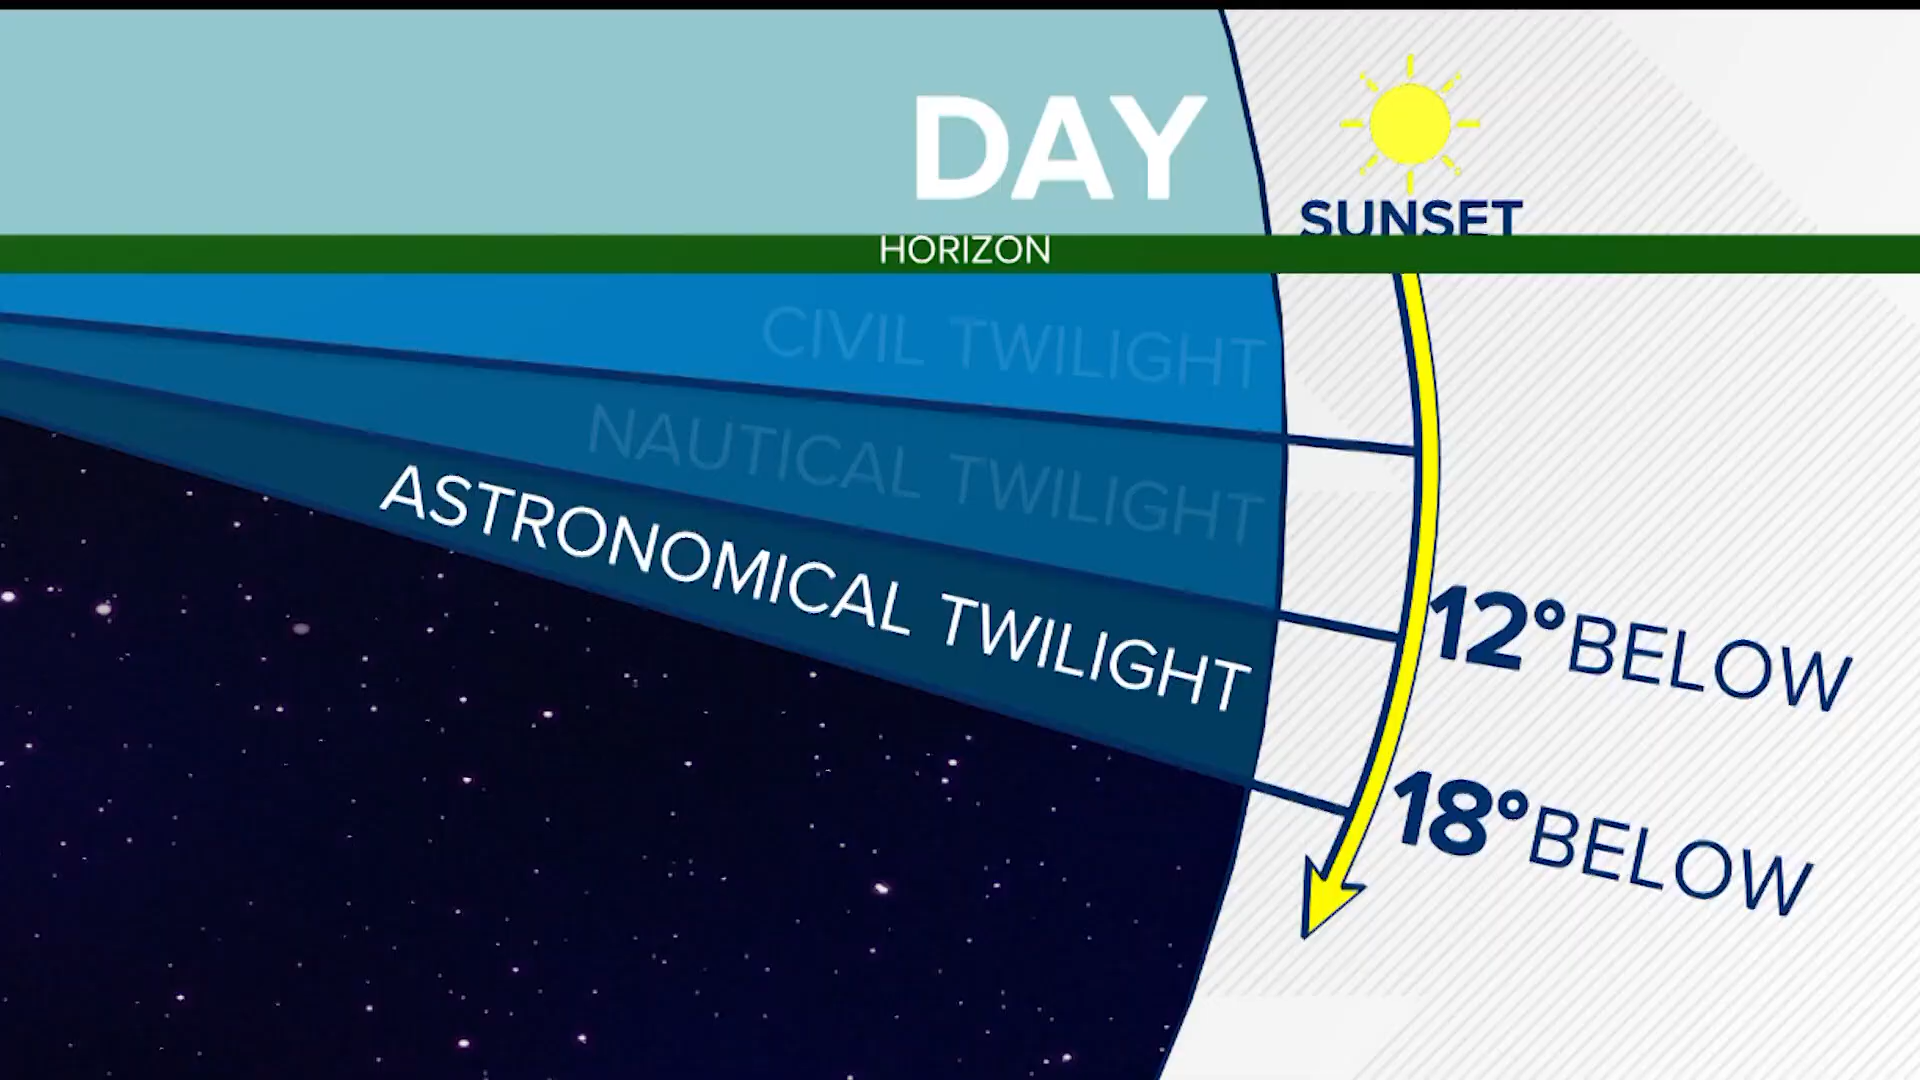 DAY
SUNSET
HORIZON
CIVIL TWILIGHT
NAUTICAL TWILIGHT
ASTRONOMICAL TWILIGHT
12° BELOW
18° BELOW